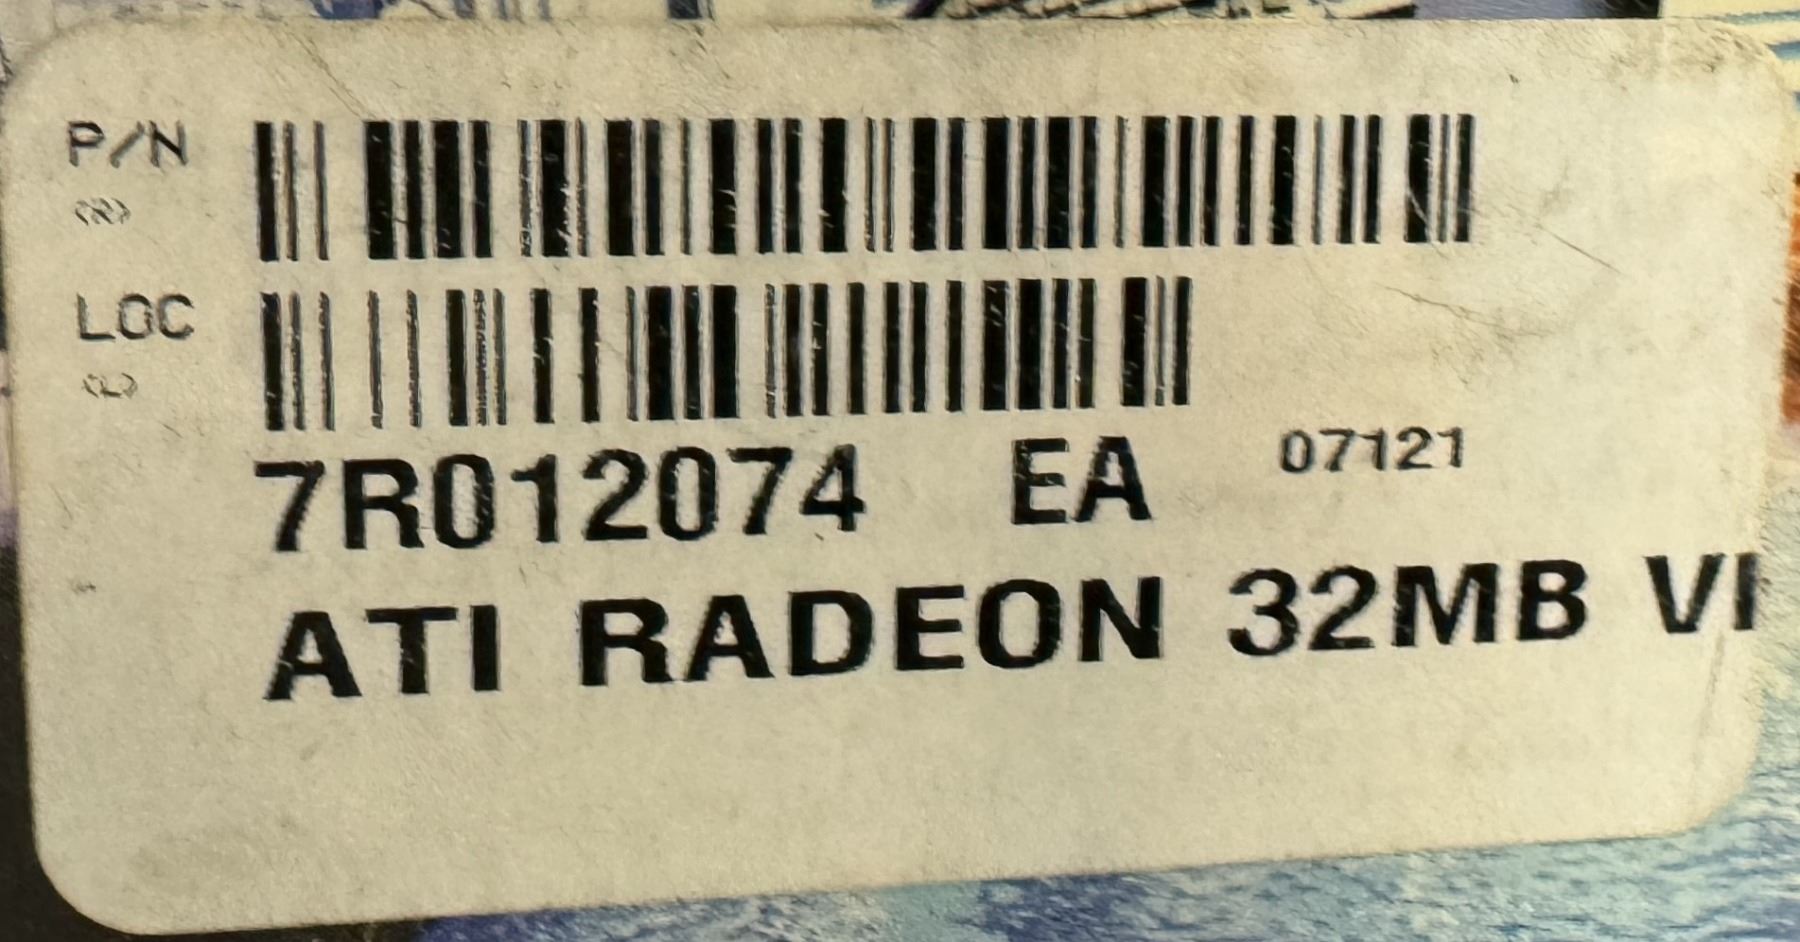 P/N
(R)
LOC
(L)
7R012074 EA 07121
ATI RADEON 32MB VI